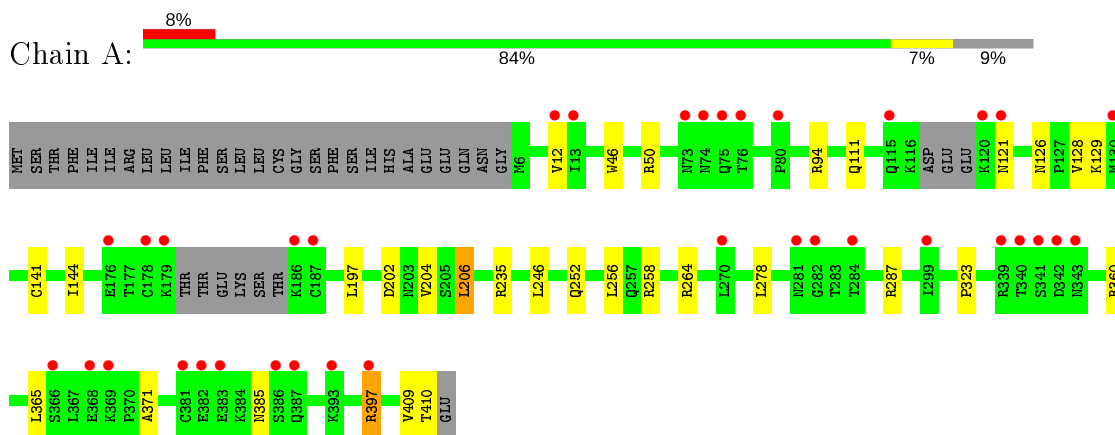 8%
Chain A:
84% 7% 9%
MET SER THR PHE ILE ILE ARG LEU LEU ILE PHE SER LEU LEU CYS GLY SER PHE SER ILE HIS ALA GLU GLU GLN ASN GLY M6 V12 I13 W46 R50 N73 N74 Q75 T76 P80 R94 Q111 Q115 K116 ASP GLU GLU K120 N121 N126 P127 V128 K129 M130
C141 I144 E176 T177 C178 K179 THR THR GLU LYS SER THR K186 C187 L197 D202 N203 V204 S205 L206 R235 L246 Q252 L256 Q257 R258 R264 L270 L278 N281 G282 T283 T284 R287 I299 P323 R339 T340 S341 D342 N343 R360
L365 S366 L367 E368 K369 P370 A371 C381 E382 E383 K384 N385 S386 Q387 K393 R397 V409 T410 GLU